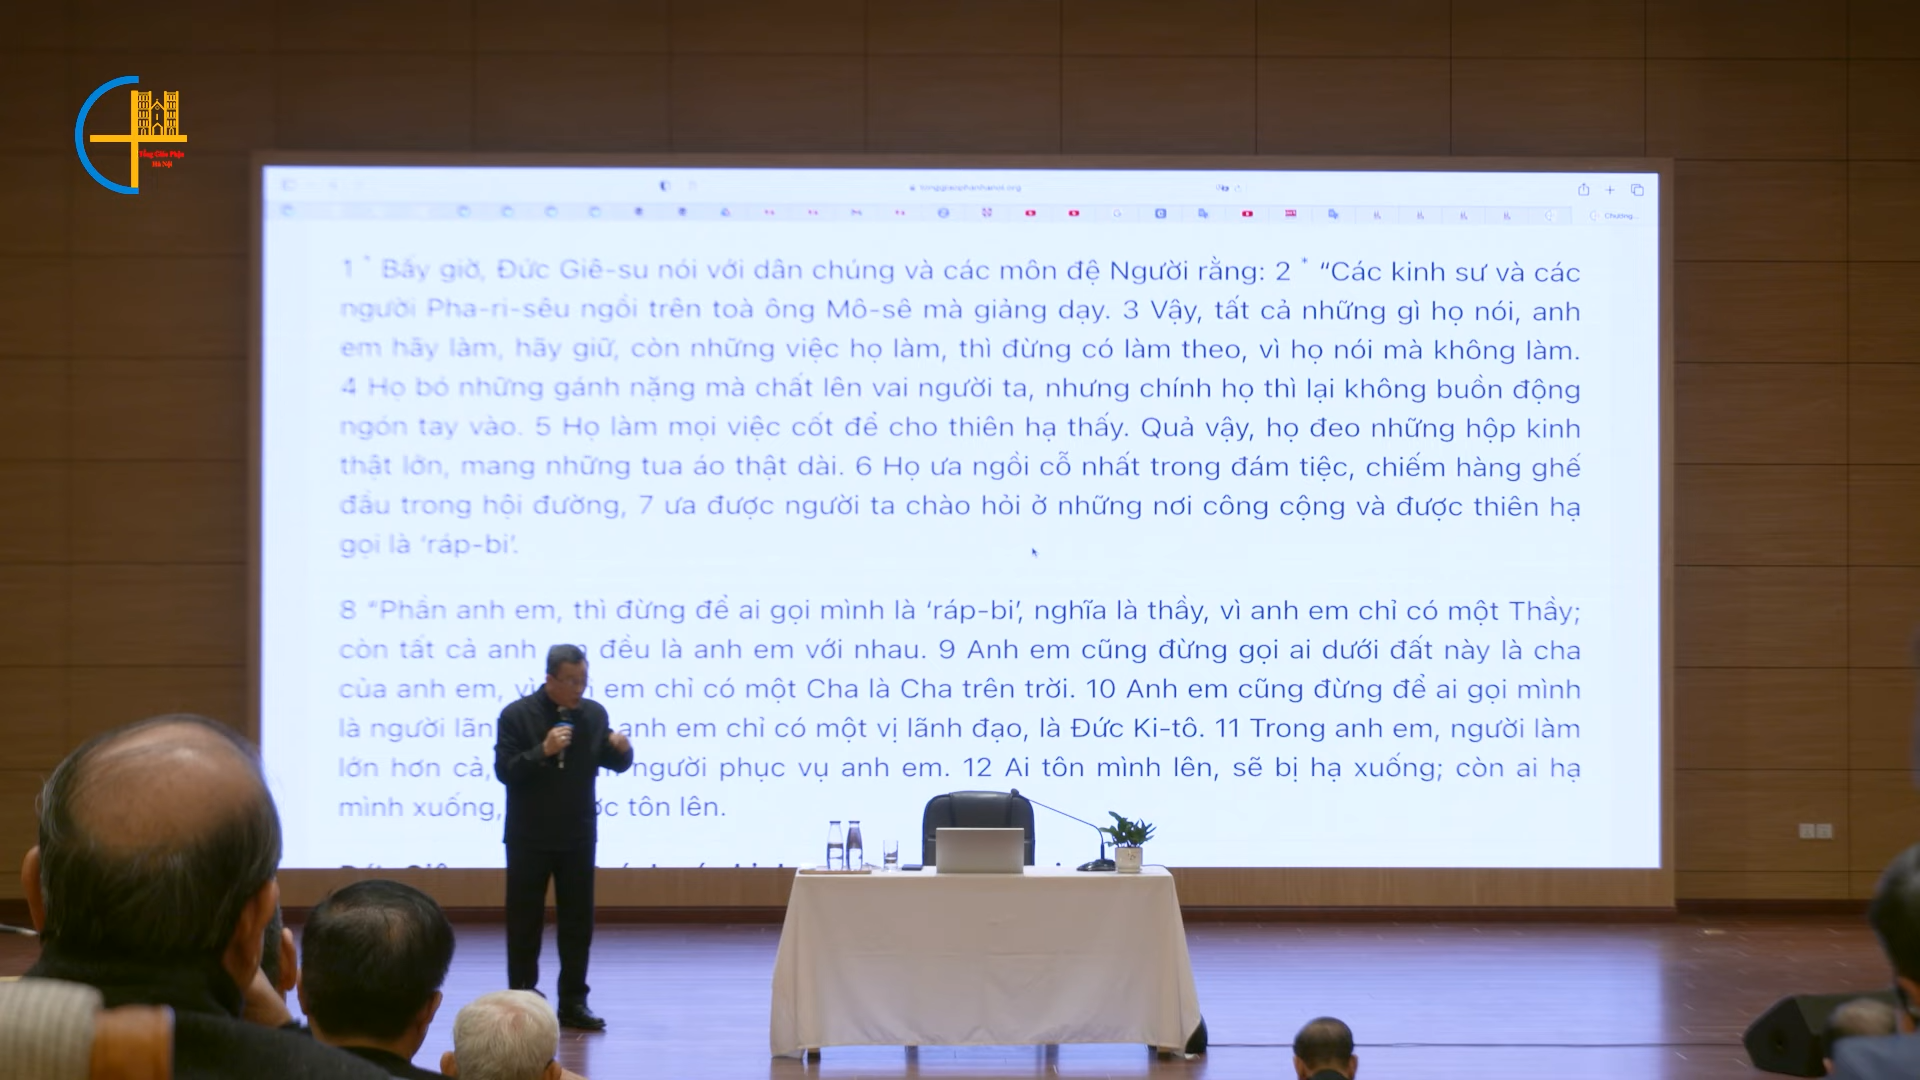 Tổng Giáo Phận
Hà Nội
tonggiaophanhanoi.org
Chương...
1 * Bấy giờ, Đức Giê-su nói với dân chúng và các môn đệ Người rằng: 2 * “Các kinh sư và các
người Pha-ri-sêu ngồi trên toà ông Mô-sê mà giảng dạy. 3 Vậy, tất cả những gì họ nói, anh
em hãy làm, hãy giữ, còn những việc họ làm, thì đừng có làm theo, vì họ nói mà không làm.
4 Họ bó những gánh nặng mà chất lên vai người ta, nhưng chính họ thì lại không buồn động
ngón tay vào. 5 Họ làm mọi việc cốt để cho thiên hạ thấy. Quả vậy, họ đeo những hộp kinh
thật lớn, mang những tua áo thật dài. 6 Họ ưa ngồi cỗ nhất trong đám tiệc, chiếm hàng ghế
đầu trong hội đường, 7 ưa được người ta chào hỏi ở những nơi công cộng và được thiên hạ
gọi là ‘ráp-bi’.
8 “Phần anh em, thì đừng để ai gọi mình là ‘ráp-bi’, nghĩa là thầy, vì anh em chỉ có một Thầy;
còn tất cả anh đều là anh em với nhau. 9 Anh em cũng đừng gọi ai dưới đất này là cha
của anh em, vì em chỉ có một Cha là Cha trên trời. 10 Anh em cũng đừng để ai gọi mình
là người anh em chỉ có một vị lãnh đạo, là Đức Ki-tô. 11 Trong anh em, người làm
lớn hơn cả, người phục vụ anh em. 12 Ai tôn mình lên, sẽ bị hạ xuống; còn ai hạ
mình xuống, tôn lên.